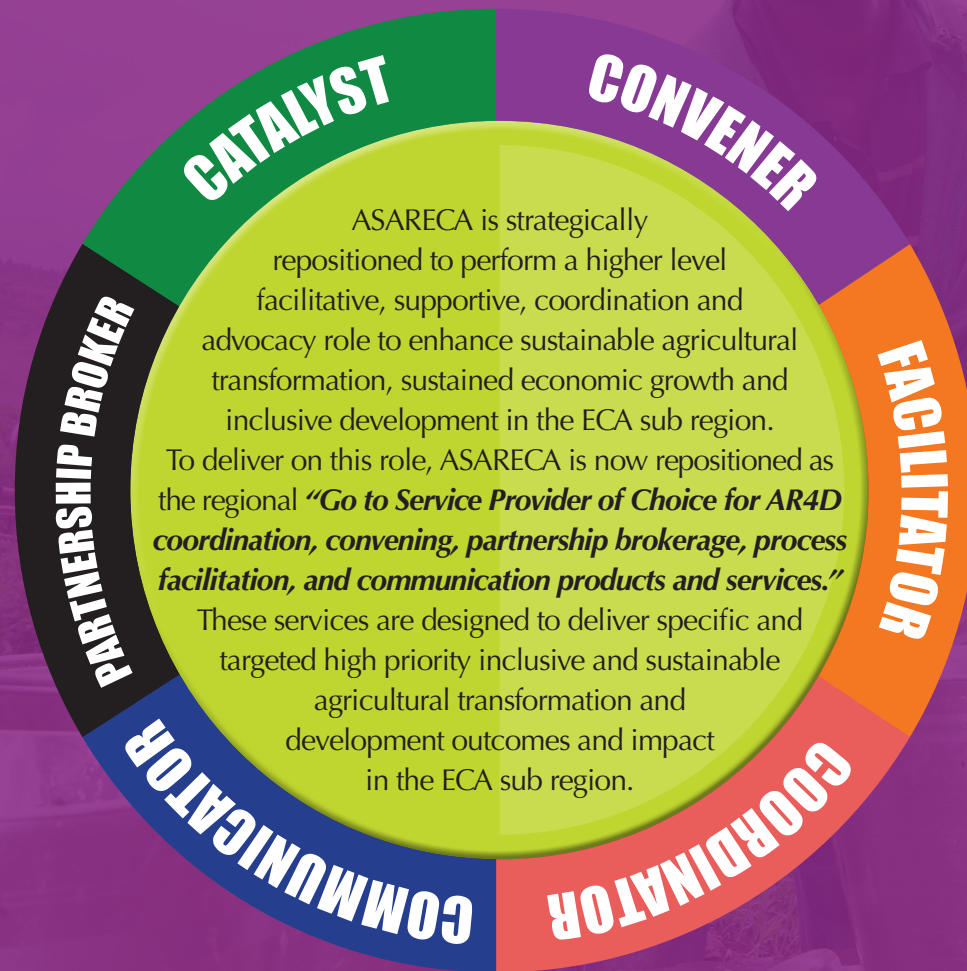 CATALYST
CONVENER
FACILITATOR
COORDINATOR
COMMUNICATOR
PARTNERSHIP BROKER
ASARECA is strategically
repositioned to perform a higher level
facilitative, supportive, coordination and
advocacy role to enhance sustainable agricultural
transformation, sustained economic growth and
inclusive development in the ECA sub region.
To deliver on this role, ASARECA is now repositioned as
the regional “Go to Service Provider of Choice for AR4D
coordination, convening, partnership brokerage, process
facilitation, and communication products and services.”
These services are designed to deliver specific and
targeted high priority inclusive and sustainable
agricultural transformation and
development outcomes and impact
in the ECA sub region.